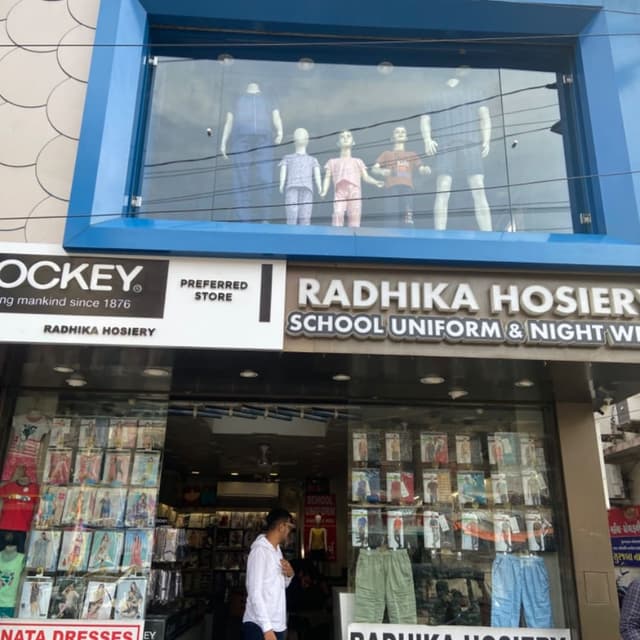 OCKEY®
ng mankind since 1876
PREFERRED
STORE
RADHIKA HOSIERY
RADHIKA HOSIERY
SCHOOL UNIFORM & NIGHT WE
NATA DRESSES
RADHIKA HOSIERY